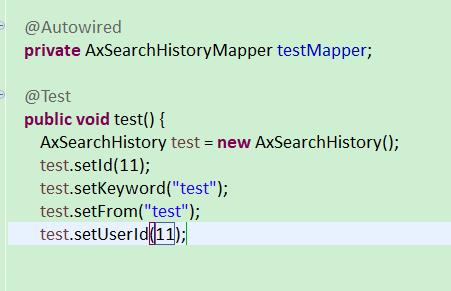 @Autowired
private AxSearchHistoryMapper testMapper;
@Test
public void test() {
AxSearchHistory test = new AxSearchHistory();
test.setId(11);
test.setKeyword("test");
test.setFrom("test");
test.setUserId(11);